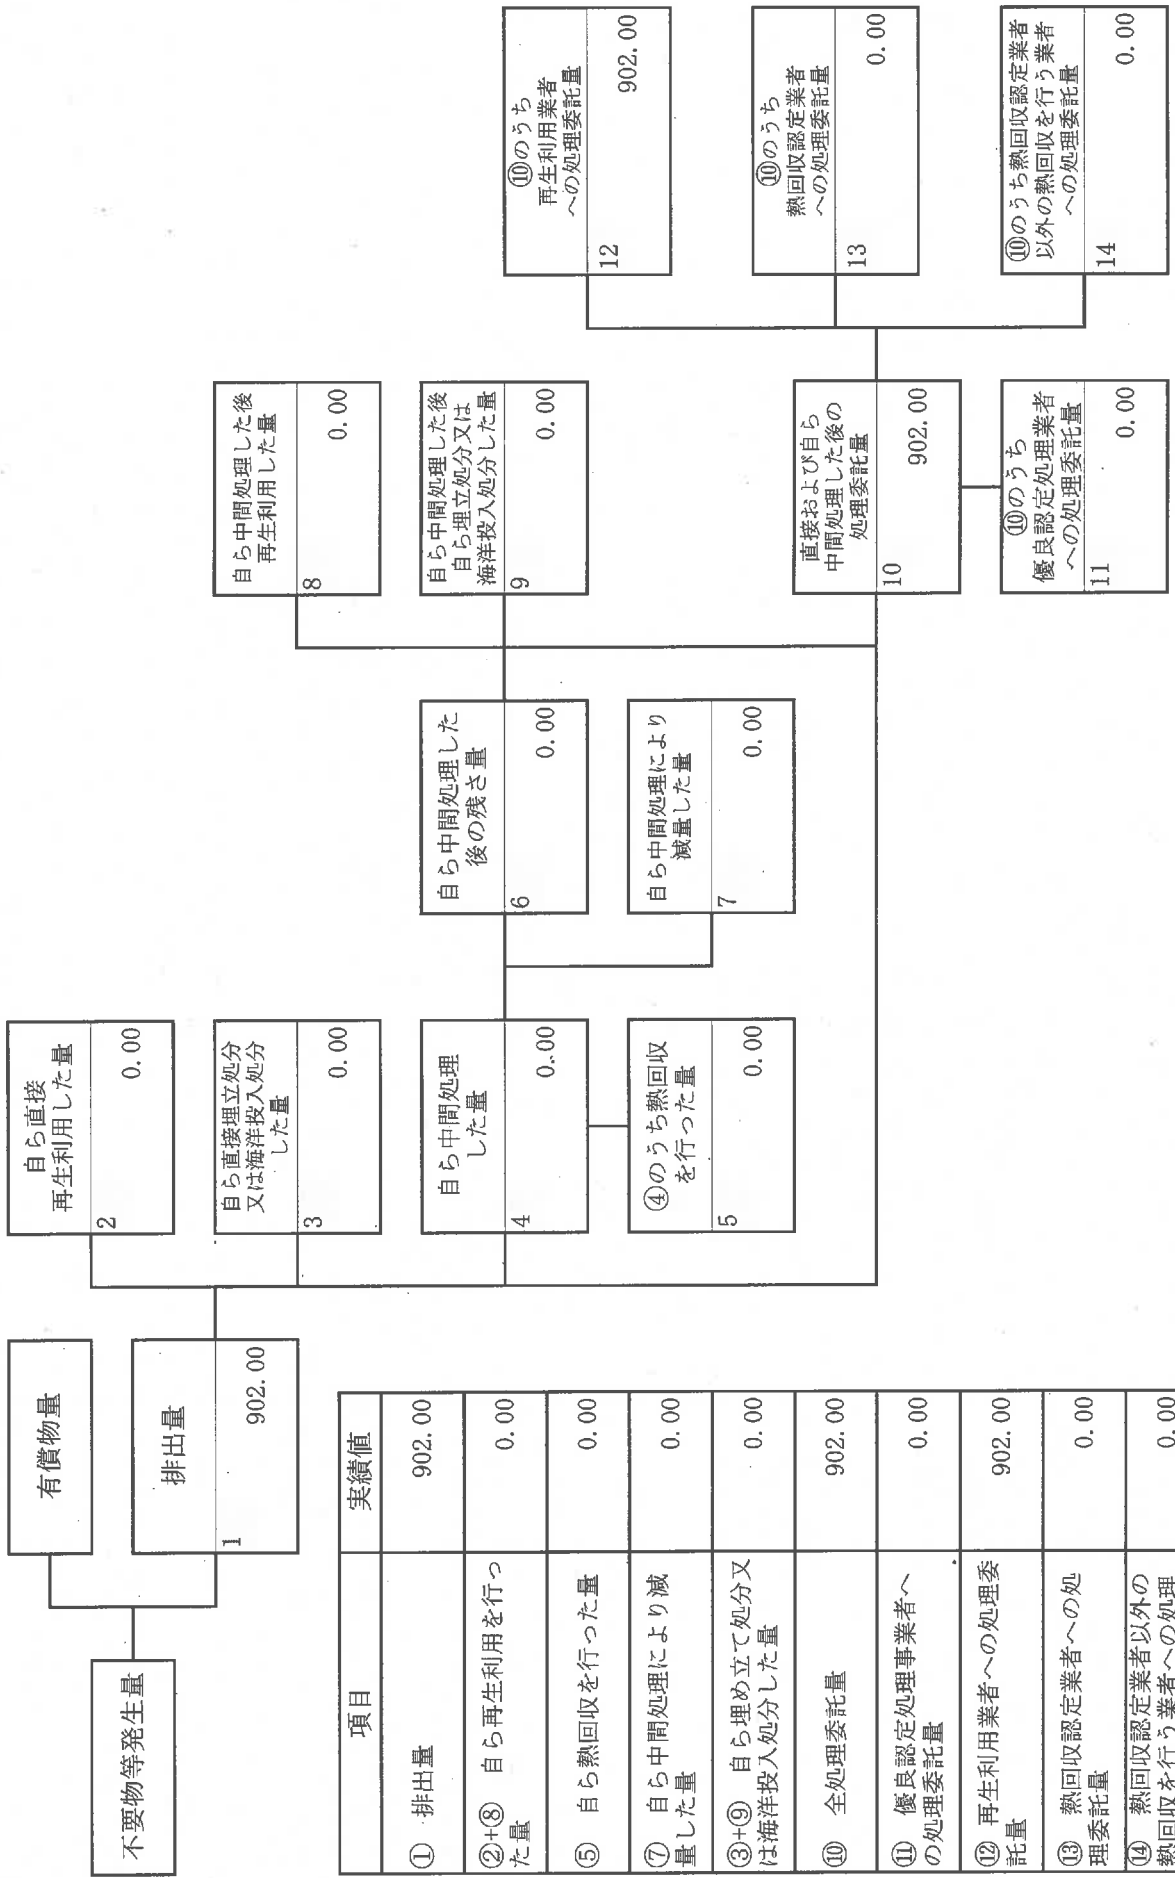 不要物等発生量
有償物量
排出量
1
902.00
自ら直接
再生利用した量
2
0.00
自ら直接埋立処分
又は海洋投入処分
した量
3
0.00
自ら中間処理
した量
4
0.00
④のうち熱回収
を行った量
5
0.00
自ら中間処理した
後の残さ量
6
0.00
自ら中間処理により
減量した量
7
0.00
自ら中間処理した後
再生利用した量
8
0.00
自ら中間処理した後
自ら埋立処分又は
海洋投入処分した量
9
0.00
直接および自ら
中間処理した後の
処理委託量
10
902.00
⑩のうち
優良認定処理業者
への処理委託量
11
0.00
⑩のうち
再生利用業者
への処理委託量
12
902.00
⑩のうち
熱回収認定業者
への処理委託量
13
0.00
⑩のうち熱回収認定業者
以外の熱回収を行う業者
への処理委託量
14
0.00
項目 実績値
① 排出量 902.00
②+⑧ 自ら再生利用を行っ
た量 0.00
⑤ 自ら熱回収を行った量 0.00
⑦ 自ら中間処理により減
量した量 0.00
③+⑨ 自ら埋め立て処分又
は海洋投入処分した量 0.00
⑩ 全処理委託量 902.00
⑪ 優良認定処理事業者へ
の処理委託量 0.00
⑫ 再生利用業者への処理委
託量 902.00
⑬ 熱回収認定業者への処
理委託量 0.00
⑭ 熱回収認定業者以外の
熱回収を行う業者への処理 0.00